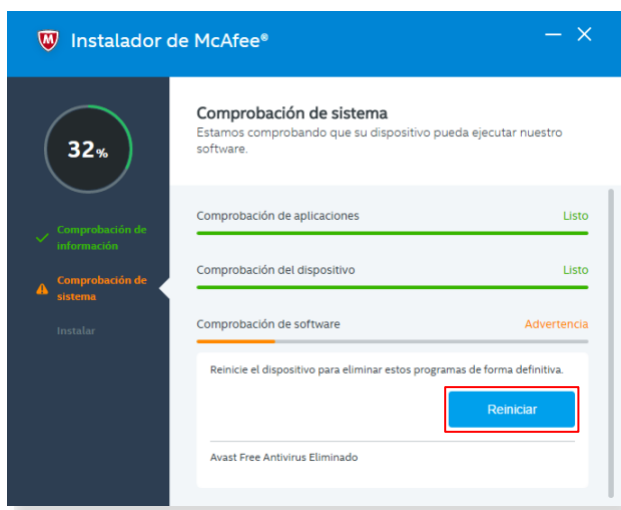 Instalador de McAfee®
Comprobación de sistema
Estamos comprobando que su dispositivo pueda ejecutar nuestro
software.
32%
Comprobación de
información
Comprobación de
sistema
Instalar
Comprobación de aplicaciones Listo
Comprobación del dispositivo Listo
Comprobación de software Advertencia
Reinicie el dispositivo para eliminar estos programas de forma definitiva.
Reiniciar
Avast Free Antivirus Eliminado